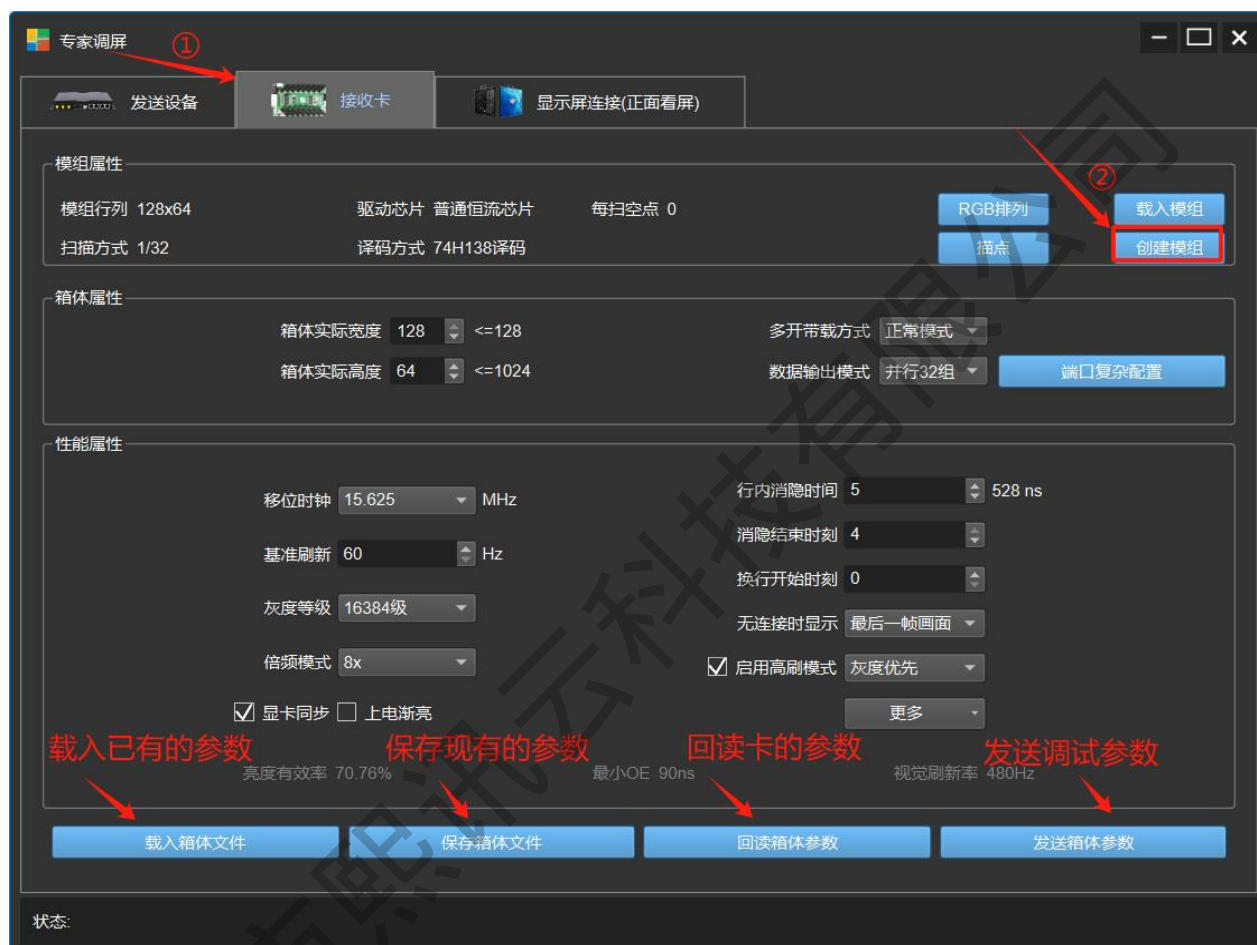 专家调屏
①
发送设备 接收卡 显示屏连接(正面看屏)
模组属性
②
模组行列 128x64 驱动芯片 普通恒流芯片 每扫空点 0 RGB排列 载入模组
扫描方式 1/32 译码方式 74H138译码 描点 创建模组
箱体属性
箱体实际宽度 128 <=128 多开带载方式 正常模式
箱体实际高度 64 <=1024 数据输出模式 并行32组 端口复杂配置
性能属性
移位时钟 15.625 MHz 行内消隐时间 5 528 ns
消隐结束时刻 4
基准刷新 60 Hz 换行开始时刻 0
灰度等级 16384级 无连接时显示 最后一帧画面
倍频模式 8x 启用高刷模式 灰度优先
显卡同步 上电渐亮 更多
载入已有的参数 保存现有的参数 回读卡的参数 发送调试参数
亮度有效率 70.76% 最小OE 90ns 视觉刷新率 480Hz
载入箱体文件 保存箱体文件 回读箱体参数 发送箱体参数
状态:
熙讯云科技有限公司